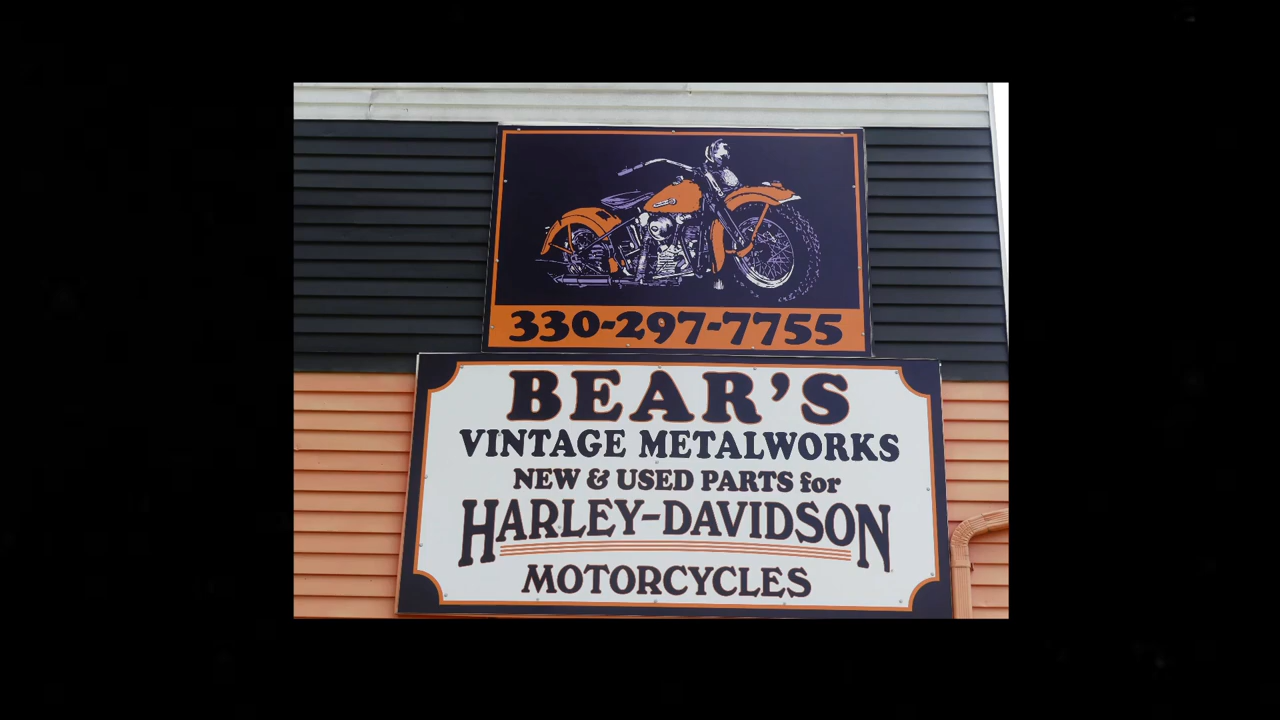 330-297-7755
BEAR'S
VINTAGE METALWORKS
NEW & USED PARTS for
HARLEY-DAVIDSON
MOTORCYCLES